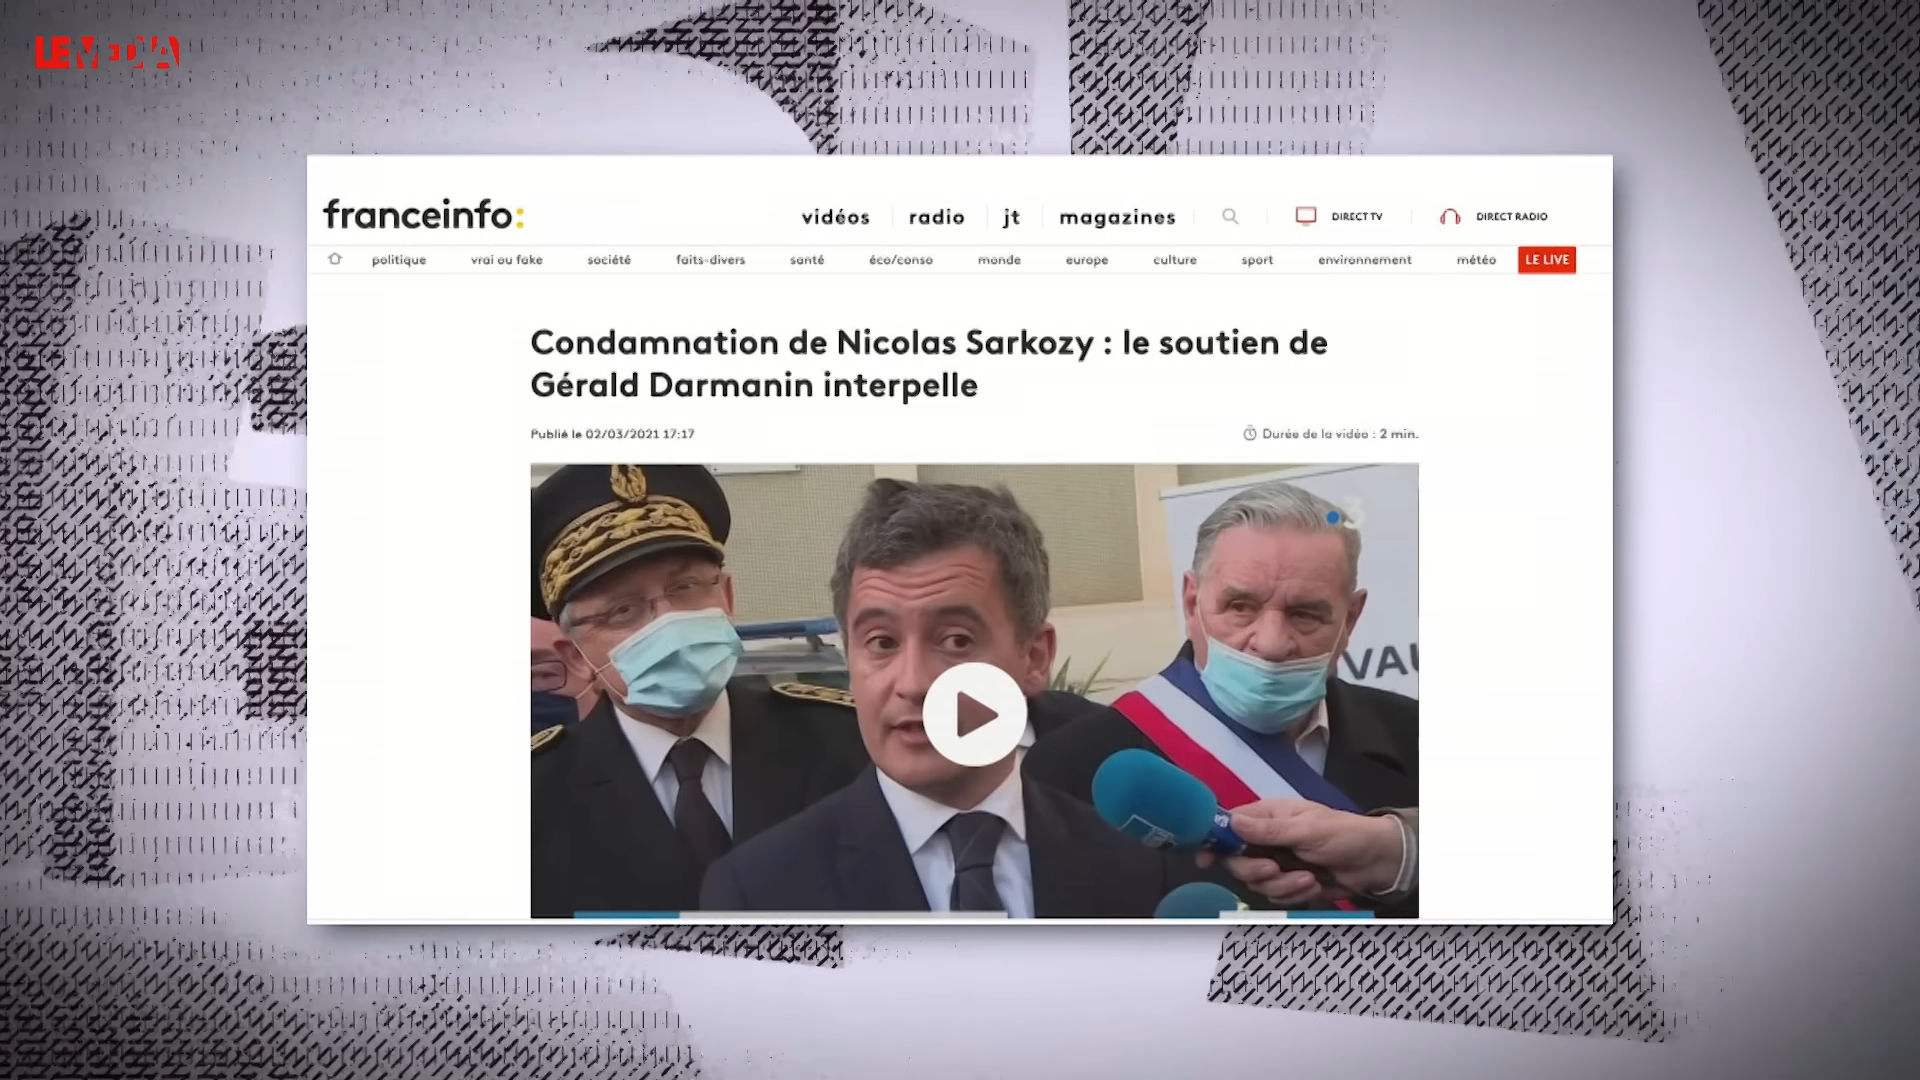 LE MEDIA
franceinfo:
vidéos radio jt magazines DIRECT TV DIRECT RADIO
politique vrai ou fake société faits-divers santé éco/conso monde europe culture sport environnement météo LE LIVE
Condamnation de Nicolas Sarkozy : le soutien de
Gérald Darmanin interpelle
Publié le 02/03/2021 17:17 Durée de la vidéo : 2 min.
3
VAU